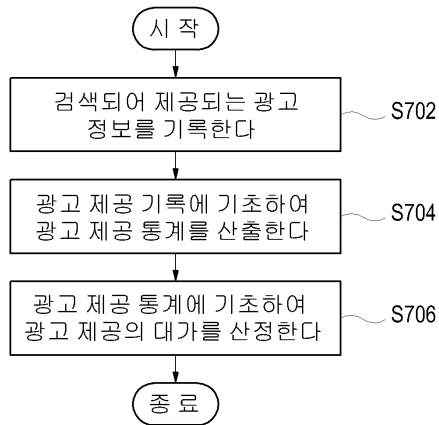 시 작
검색되어 제공되는 광고
정보를 기록한다
S702
광고 제공 기록에 기초하여
광고 제공 통계를 산출한다
S704
광고 제공 통계에 기초하여
광고 제공의 대가를 산정한다
S706
종 료